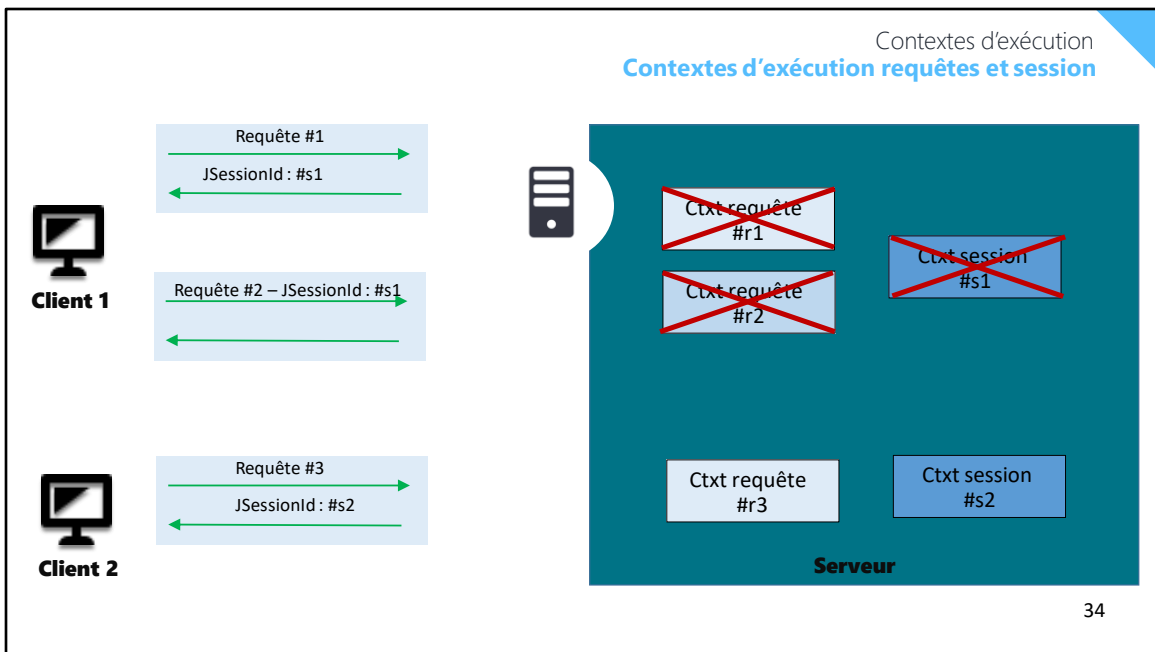 Contextes d'exécution
Contextes d'exécution requêtes et session
Requête #1
JSessionId : #s1
Client 1
Requête #2 – JSessionId : #s1
Requête #3
JSessionId : #s2
Client 2
Ctxt requête
#r1
Ctxt requête
#r2
Ctxt session
#s1
Ctxt requête
#r3
Ctxt session
#s2
Serveur
34